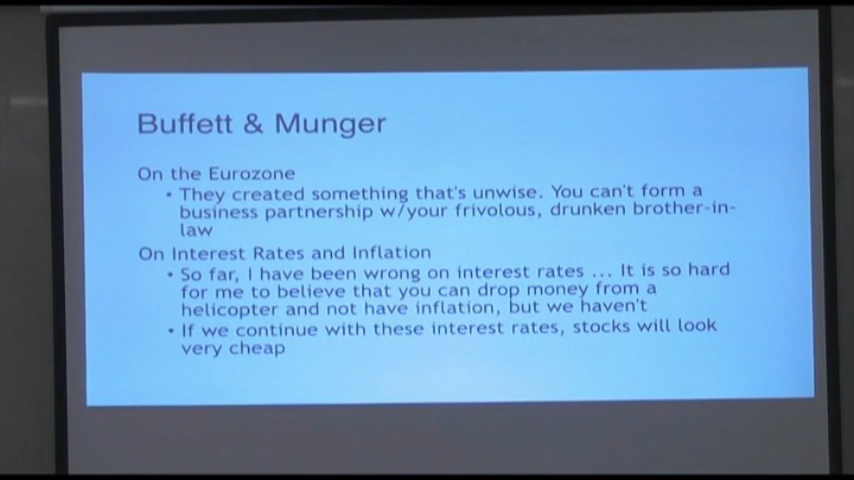 Buffett & Munger
On the Eurozone
• They created something that's unwise. You can't form a
business partnership w/your frivolous, drunken brother-in-
law
On Interest Rates and Inflation
• So far, I have been wrong on interest rates ... It is so hard
for me to believe that you can drop money from a
helicopter and not have inflation, but we haven't
• If we continue with these interest rates, stocks will look
very cheap